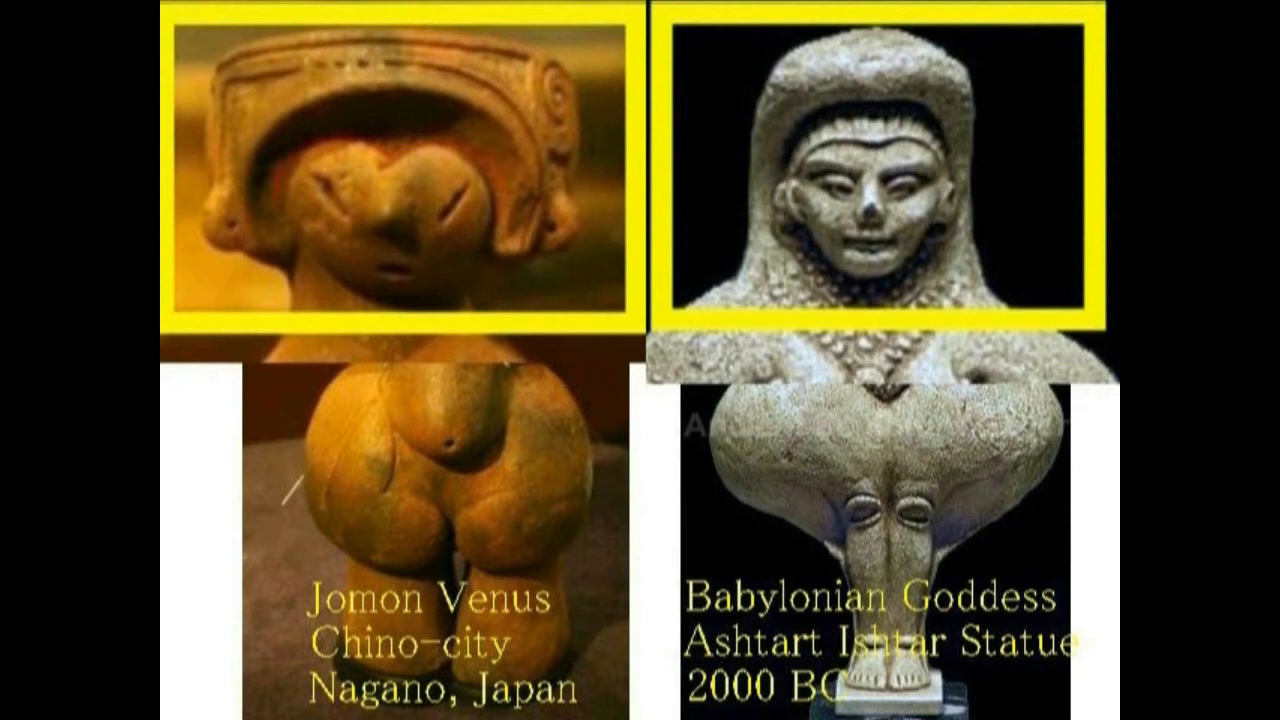 Jomon Venus
Chino-city
Nagano, Japan
Babylonian Goddess
Ashtart Ishtar Statue
2000 BC